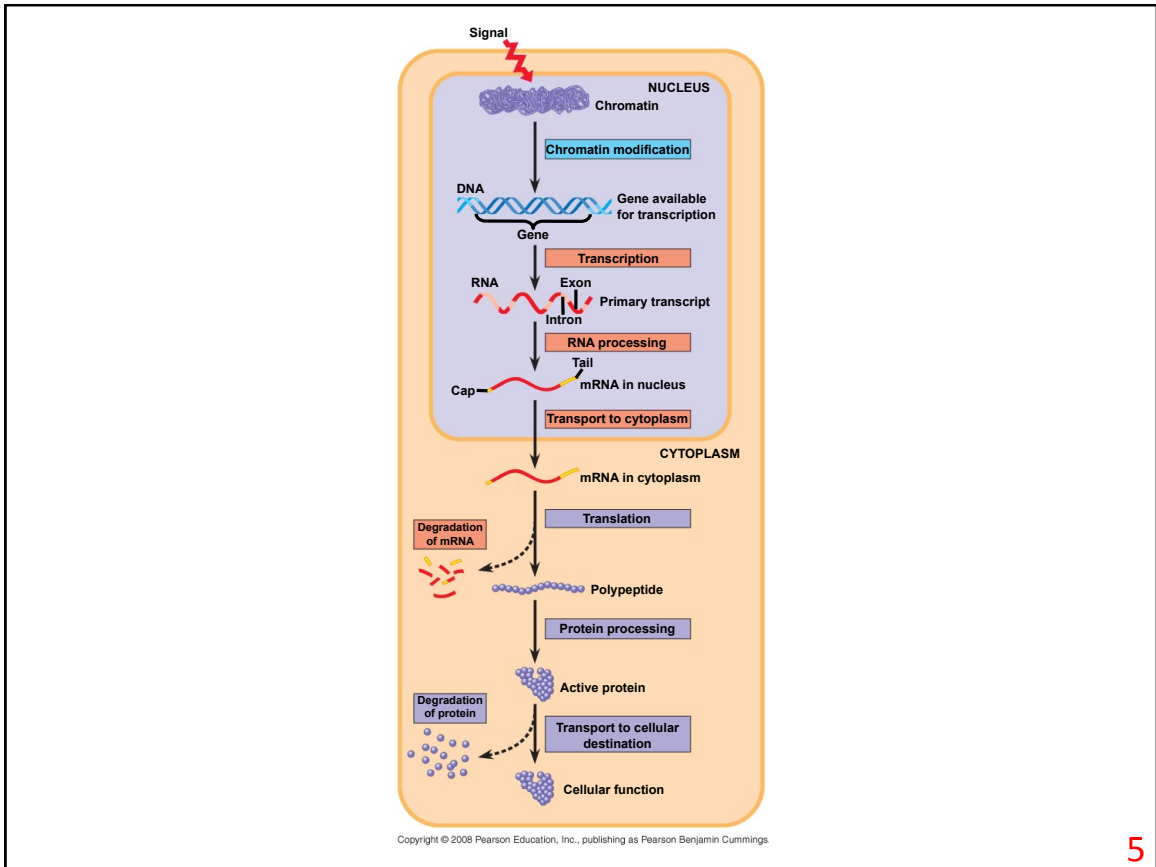 Signal
NUCLEUS
Chromatin
Chromatin modification
DNA
Gene available
for transcription
Gene
Transcription
RNA
Exon
Primary transcript
Intron
RNA processing
Tail
Cap
mRNA in nucleus
Transport to cytoplasm
CYTOPLASM
mRNA in cytoplasm
Translation
Degradation
of mRNA
Polypeptide
Protein processing
Active protein
Degradation
of protein
Transport to cellular
destination
Cellular function
Copyright © 2008 Pearson Education, Inc., publishing as Pearson Benjamin Cummings.
5